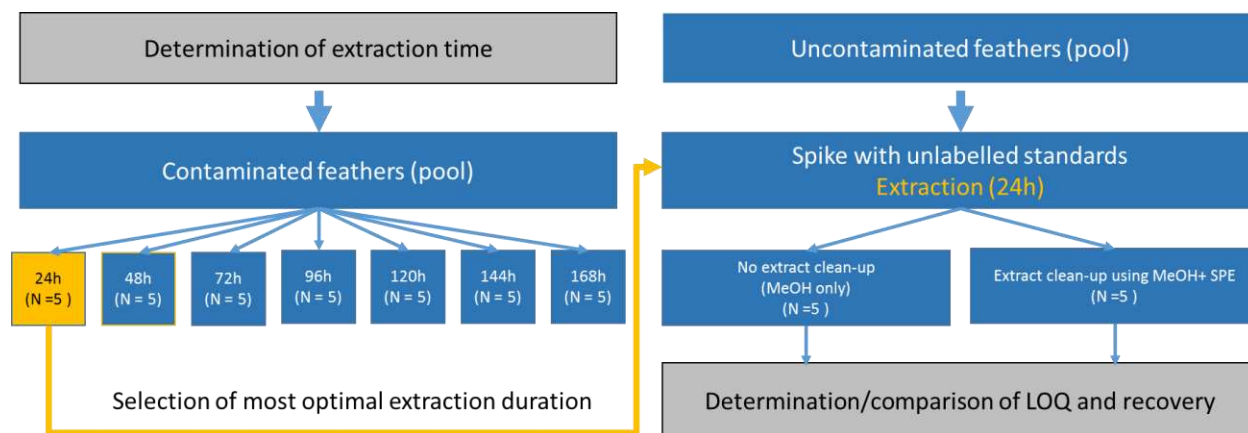 Determination of extraction time
Contaminated feathers (pool)
24h
(N =5 )
48h
(N = 5)
72h
(N = 5)
96h
(N = 5)
120h
(N = 5)
144h
(N = 5)
168h
(N = 5)
Selection of most optimal extraction duration
Uncontaminated feathers (pool)
Spike with unlabelled standards
Extraction (24h)
No extract clean-up
(MeOH only)
(N =5 )
Extract clean-up using MeOH+ SPE
(N =5 )
Determination/comparison of LOQ and recovery